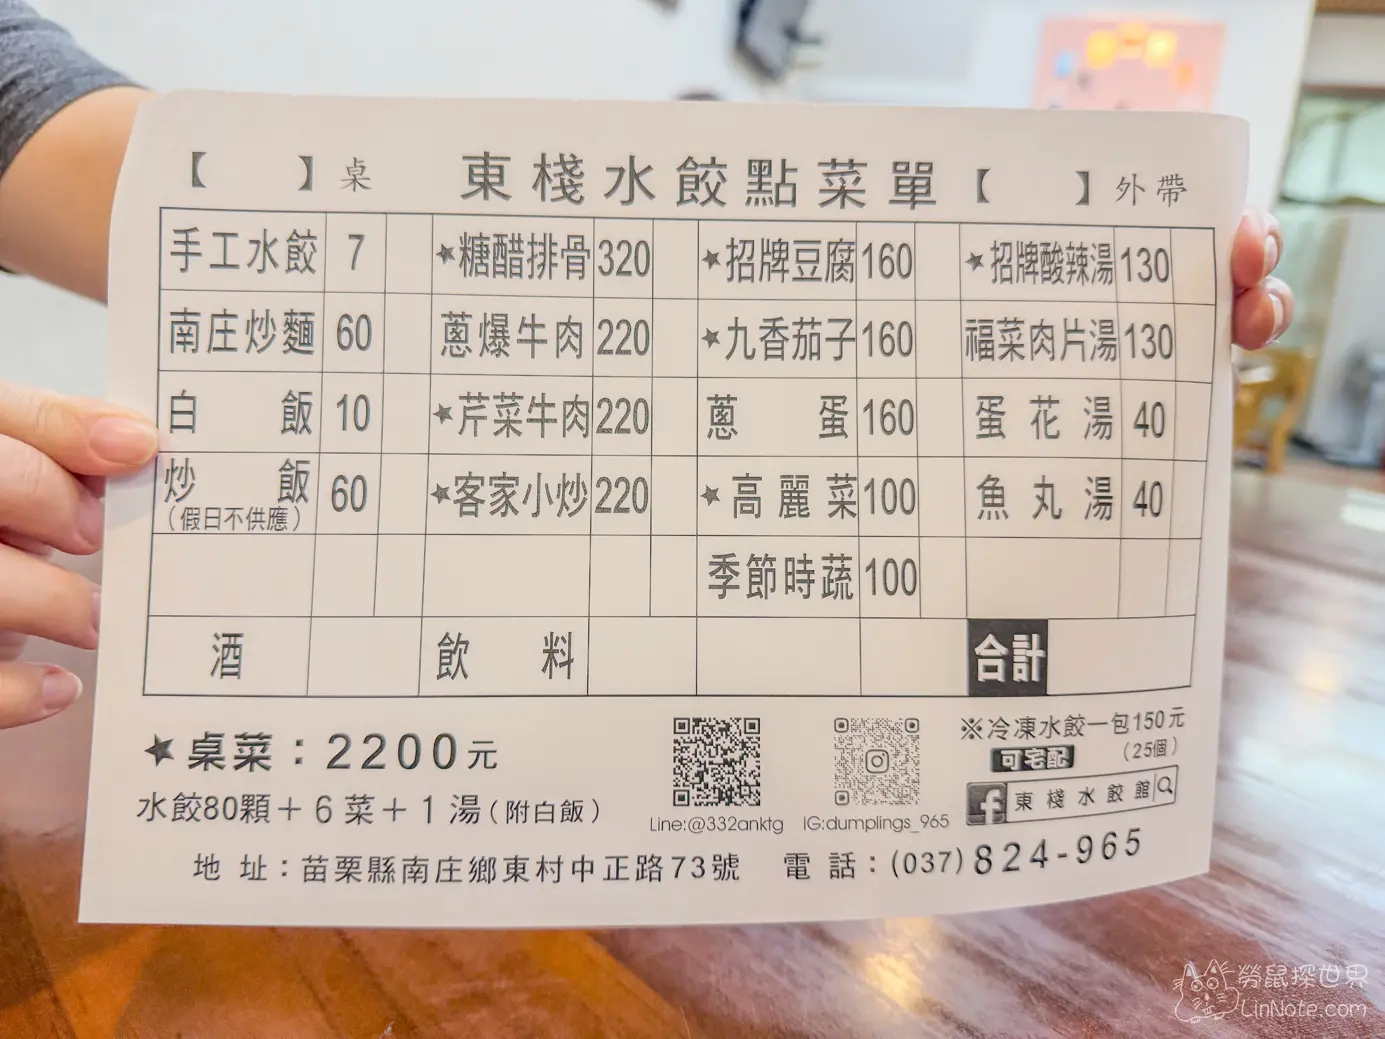 【 】桌 東棧水餃點菜單 【 】外帶
手工水餃 7 ★糖醋排骨 320 ★招牌豆腐 160 ★招牌酸辣湯 130
南庄炒麵 60 蔥爆牛肉 220 ★九香茄子 160 福菜肉片湯 130
白飯 10 ★芹菜牛肉 220 蔥蛋 160 蛋花湯 40
炒飯 60 ★客家小炒 220 ★高麗菜 100 魚丸湯 40
(假日不供應)
季節時蔬 100
酒 飲料 合計
★桌菜：2200元
水餃80顆＋6菜＋1湯(附白飯)
Line:@332anktg IG:dumplings_965
※冷凍水餃一包150元
可宅配 (25個)
f 東棧水餃館
地址：苗栗縣南庄鄉東村中正路73號 電話：(037)824-965
勞鼠探世界
LinNote.com